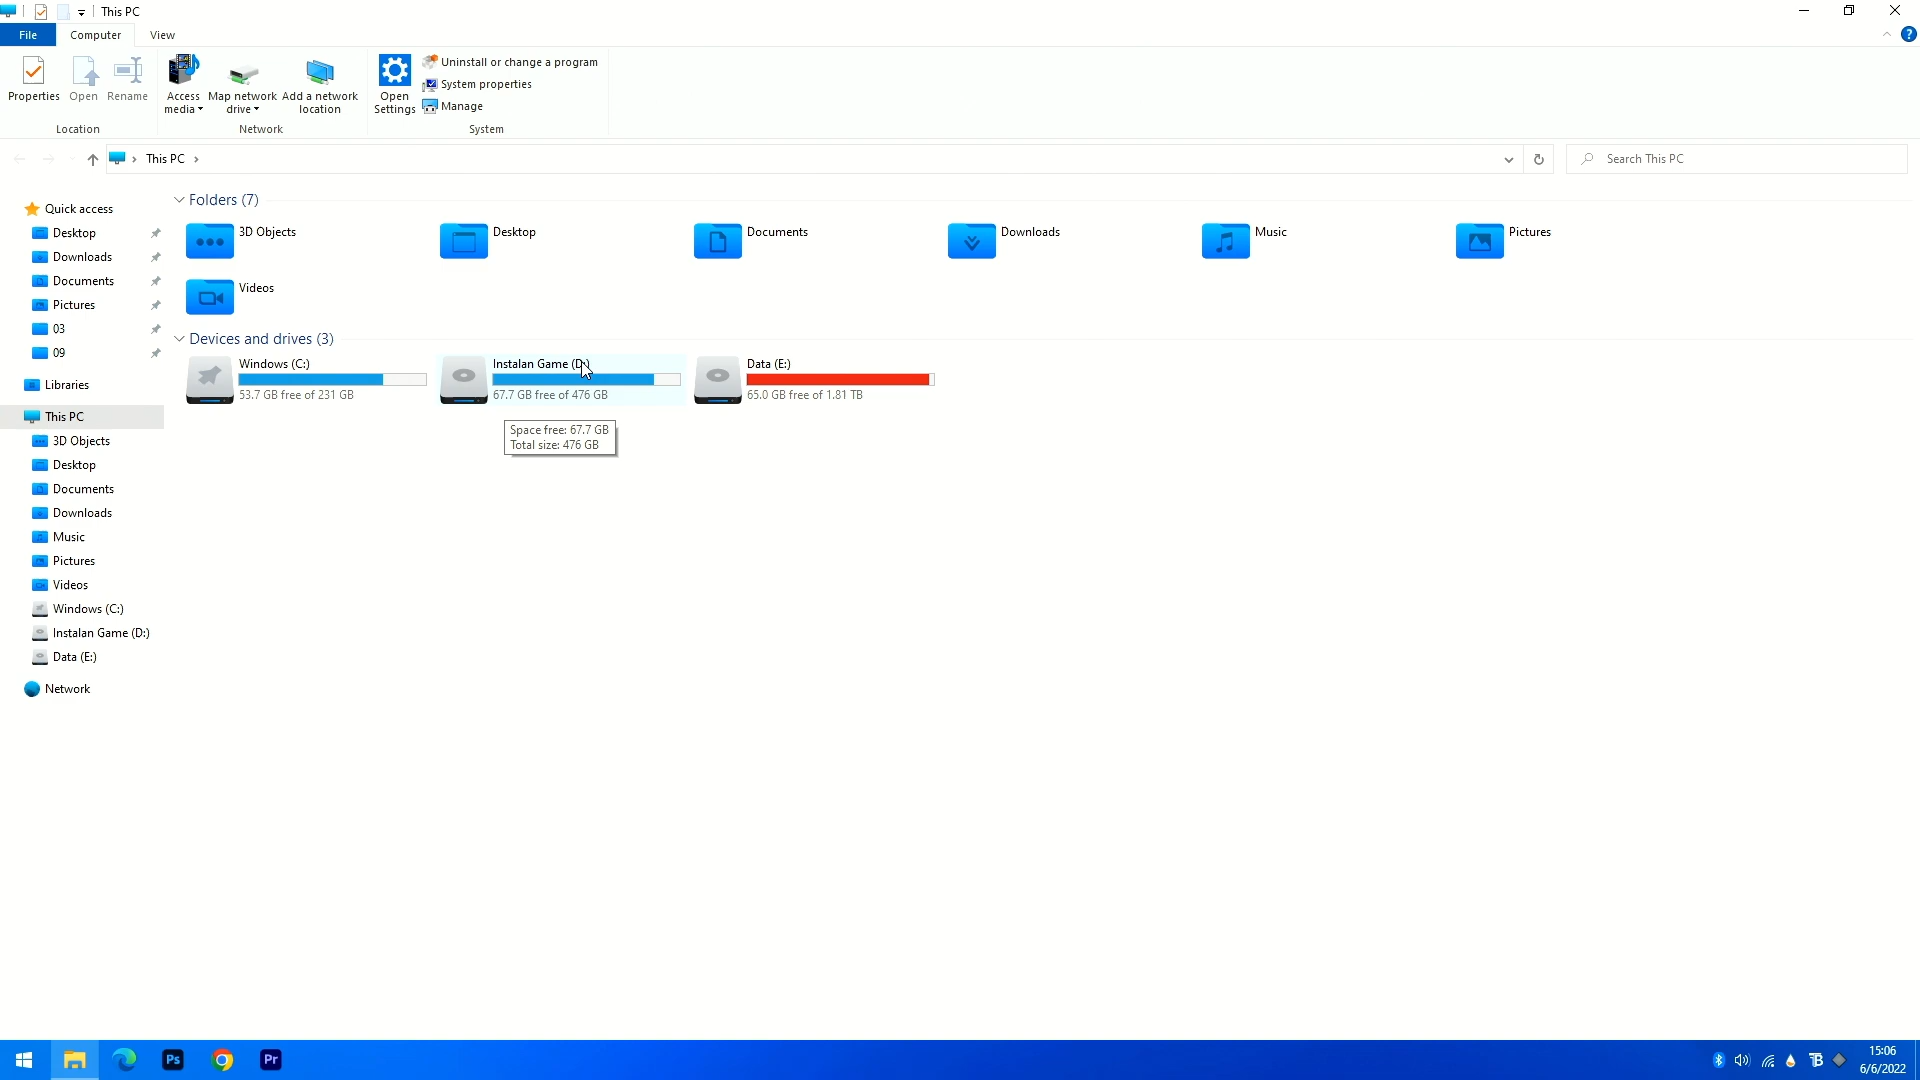 This PC
File Computer View
Properties Open Rename Access media Map network drive Add a network location Open Settings
Uninstall or change a program
System properties
Manage
Location Network System
This PC
Search This PC
Quick access
Desktop
Downloads
Documents
Pictures
03
09
Libraries
This PC
3D Objects
Desktop
Documents
Downloads
Music
Pictures
Videos
Windows (C:)
Instalan Game (D:)
Data (E:)
Network
Folders (7)
3D Objects Desktop Documents Downloads Music Pictures
Videos
Devices and drives (3)
Windows (C:) Instalan Game (D:) Data (E:)
53.7 GB free of 231 GB 67.7 GB free of 476 GB 65.0 GB free of 1.81 TB
Space free: 67.7 GB
Total size: 476 GB
Ps Pr
15:06
6/6/2022